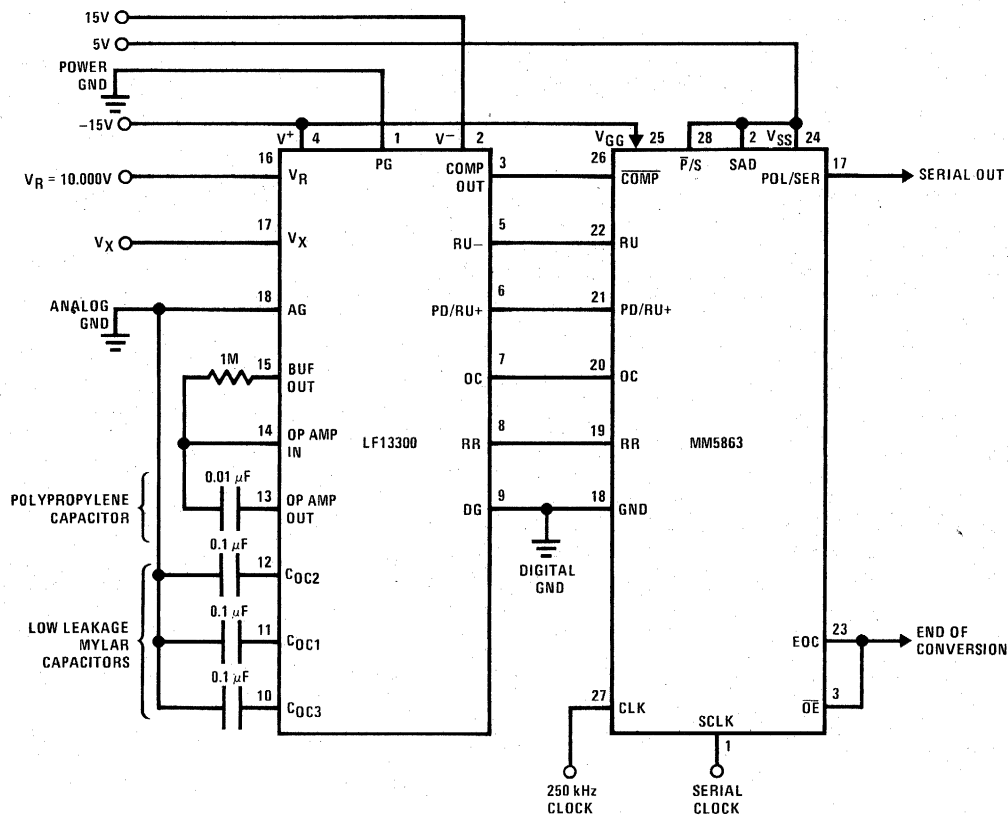 15V
5V
POWER
GND
–15V
V+ 4
1
V– 2
VGG 25
28
2
VSS 24
16
VR = 10.000V
VR
PG
COMP
OUT
3
26
COMP
P/S
SAD
POL/SER
17
SERIAL OUT
17
VX
VX
RU–
5
22
RU
ANALOG
GND
18
AG
PD/RU+
6
21
PD/RU+
1M
15
BUF
OUT
OC
7
20
OC
14
OP AMP
IN
LF13300
RR
8
19
RR
MM5863
POLYPROPYLENE
CAPACITOR
0.01 μF
13
OP AMP
OUT
DG
9
18
GND
DIGITAL
GND
0.1 μF
12
COC2
LOW LEAKAGE
MYLAR
CAPACITORS
0.1 μF
11
COC1
0.1 μF
10
COC3
EOC
23
END OF
CONVERSION
27
CLK
OE
3
SCLK
1
250 kHz
CLOCK
SERIAL
CLOCK